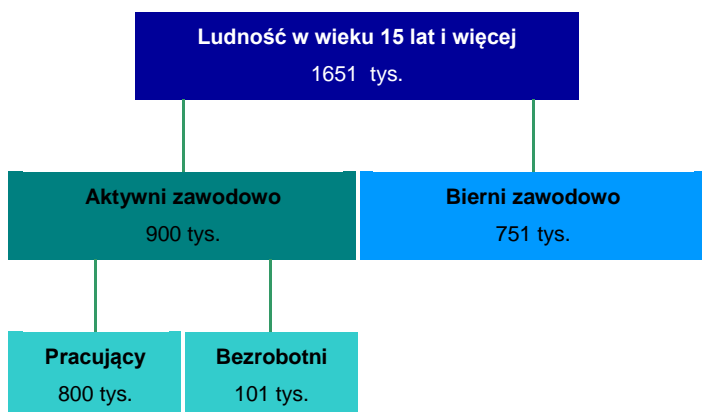 Ludność w wieku 15 lat i więcej
1651 tys.
Aktywni zawodowo
900 tys.
Bierni zawodowo
751 tys.
Pracujący
800 tys.
Bezrobotni
101 tys.